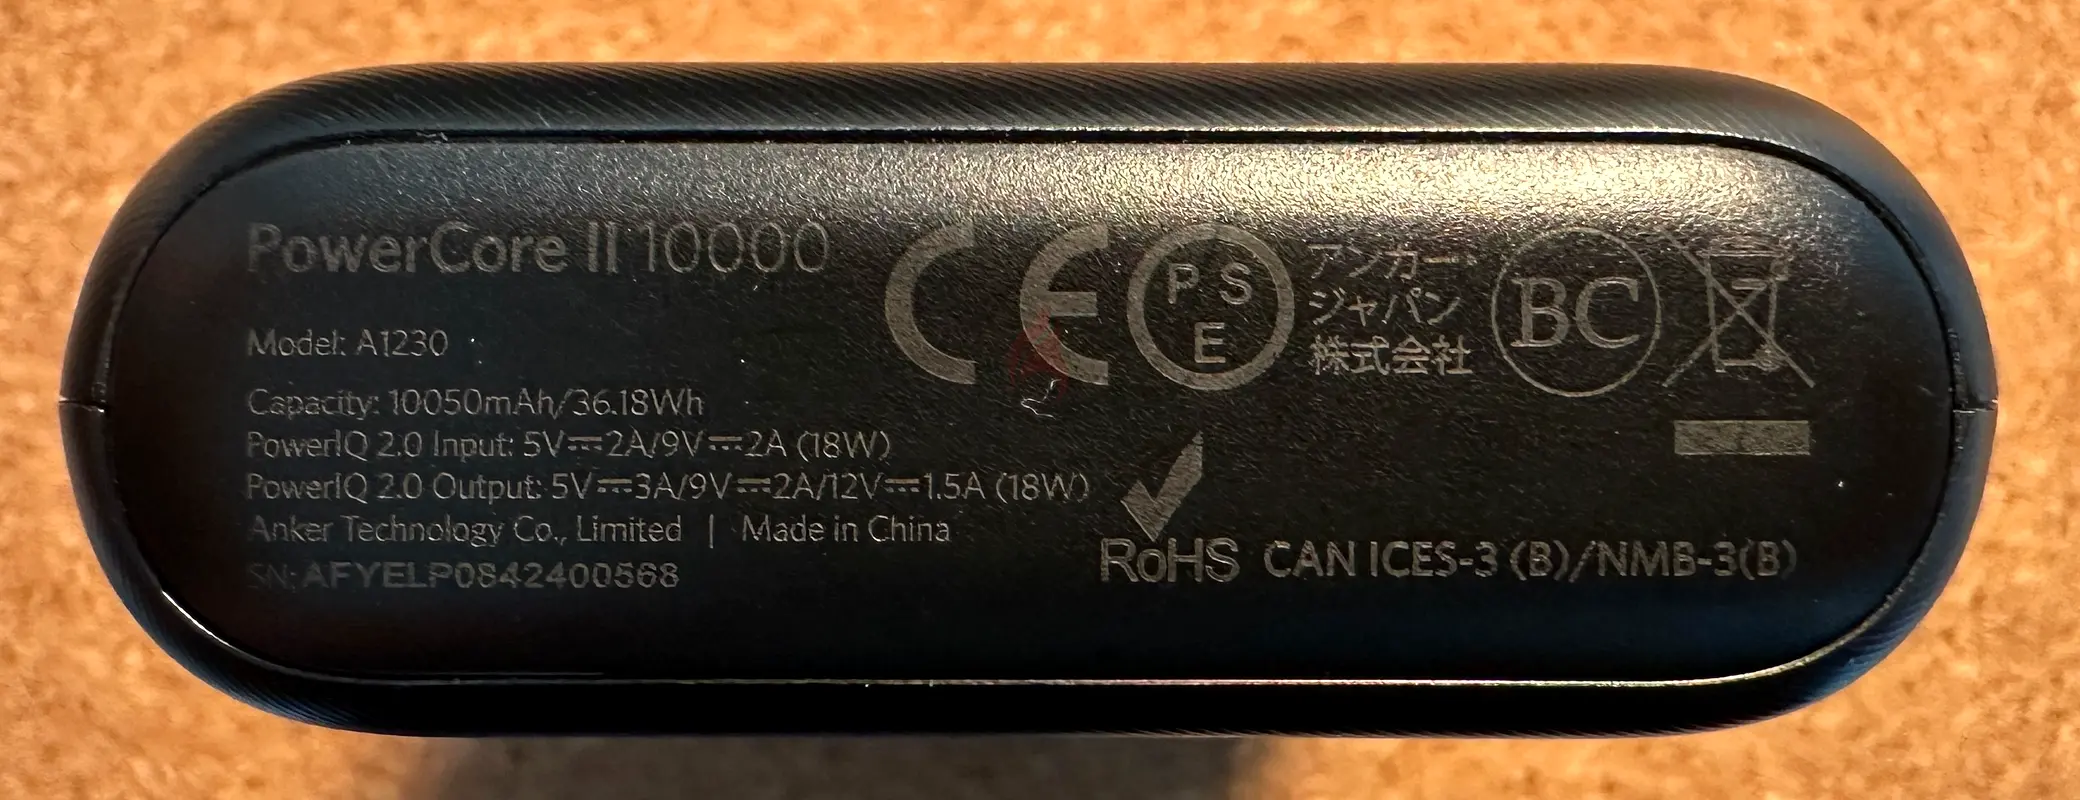 PowerCore II 10000
Model: A1230
Capacity: 10050mAh/36.18Wh
PowerIQ 2.0 Input: 5V⎓2A/9V⎓2A (18W)
PowerIQ 2.0 Output: 5V⎓3A/9V⎓2A/12V⎓1.5A (18W)
Anker Technology Co., Limited | Made in China
SN: AFYELP0842400568
CE
PS
E
アンカー・
ジャパン
株式会社
BC
RoHS
CAN ICES-3 (B)/NMB-3(B)